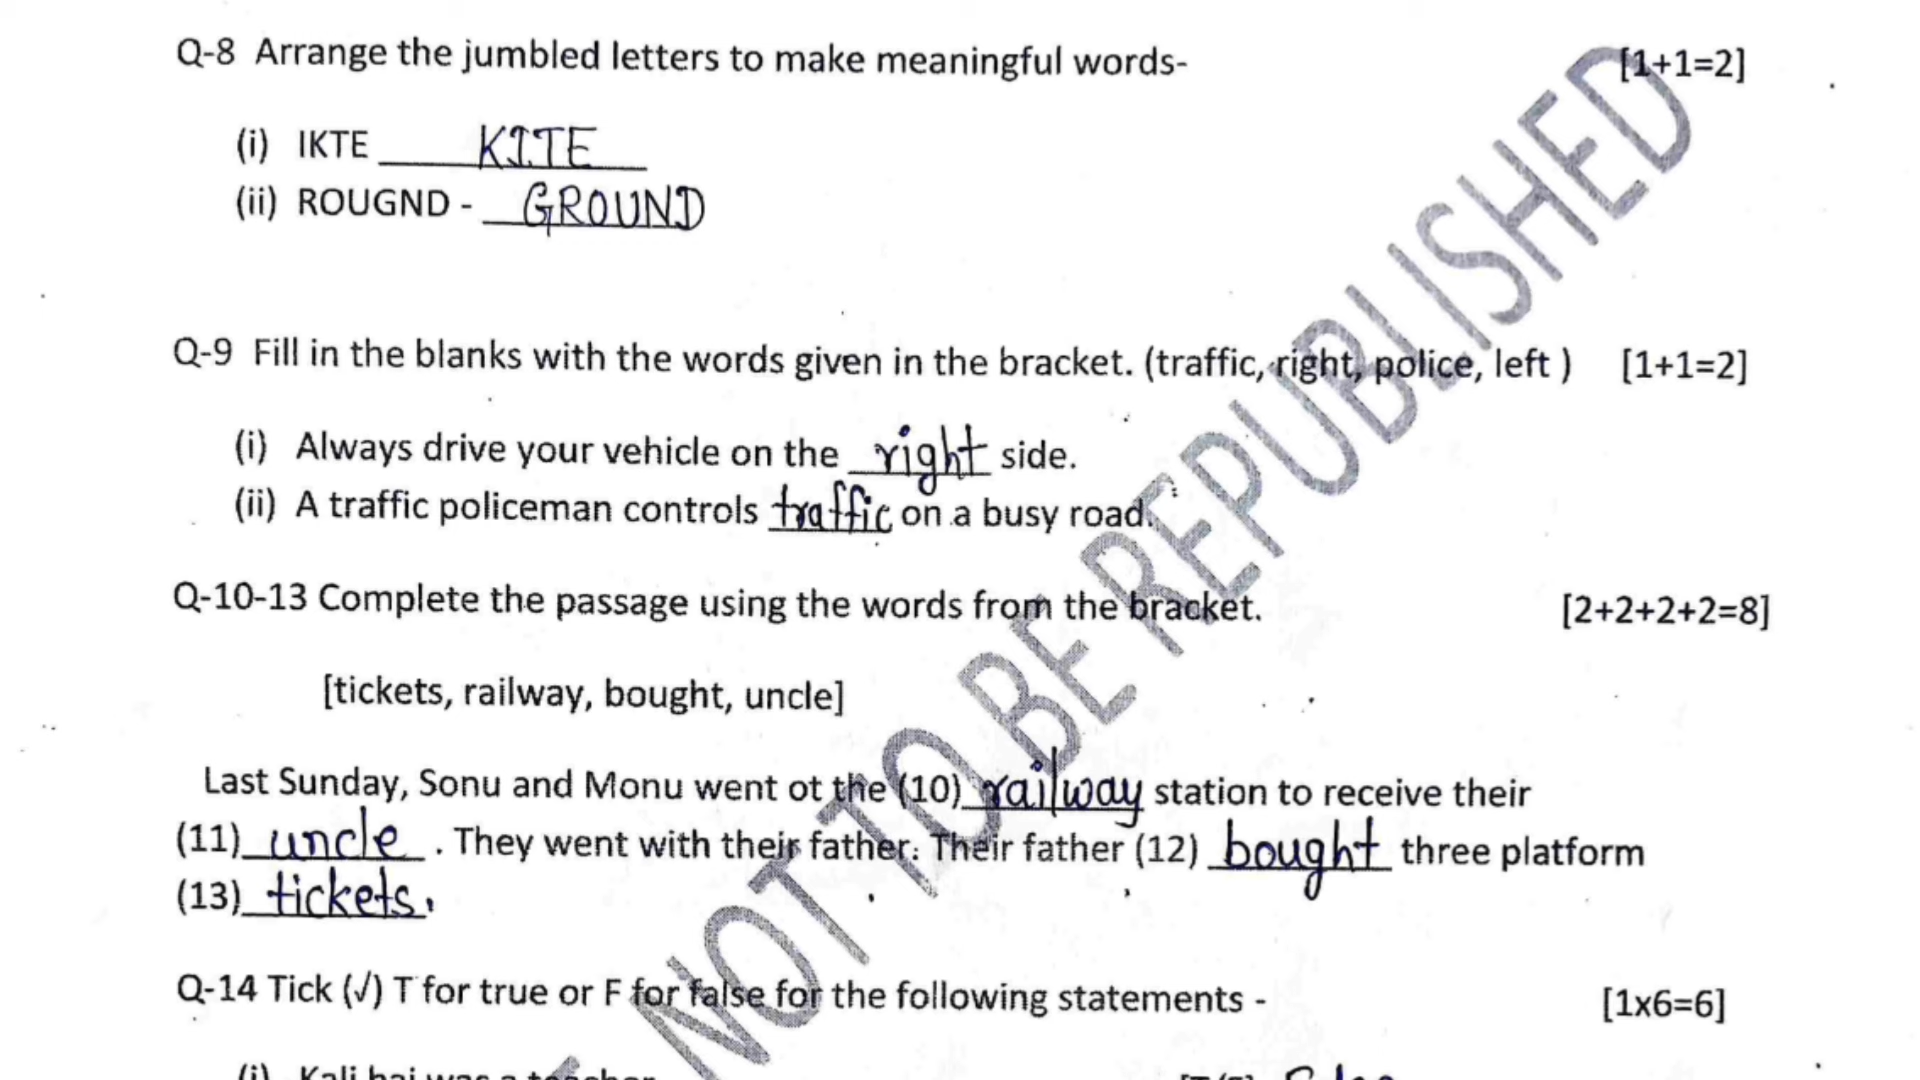 Q-8 Arrange the jumbled letters to make meaningful words- [1+1=2]
(i) IKTE KITE
(ii) ROUGND - GROUND
Q-9 Fill in the blanks with the words given in the bracket. (traffic, right, police, left ) [1+1=2]
(i) Always drive your vehicle on the right side.
(ii) A traffic policeman controls traffic on a busy road.
Q-10-13 Complete the passage using the words from the bracket. [2+2+2+2=8]
[tickets, railway, bought, uncle]
Last Sunday, Sonu and Monu went ot the (10) railway station to receive their
(11) uncle . They went with their father. Their father (12) bought three platform
(13) tickets.
Q-14 Tick (√) T for true or F for false for the following statements - [1x6=6]
(i) Kali bai was a teacher
NOT TO BE REPUBLISHED